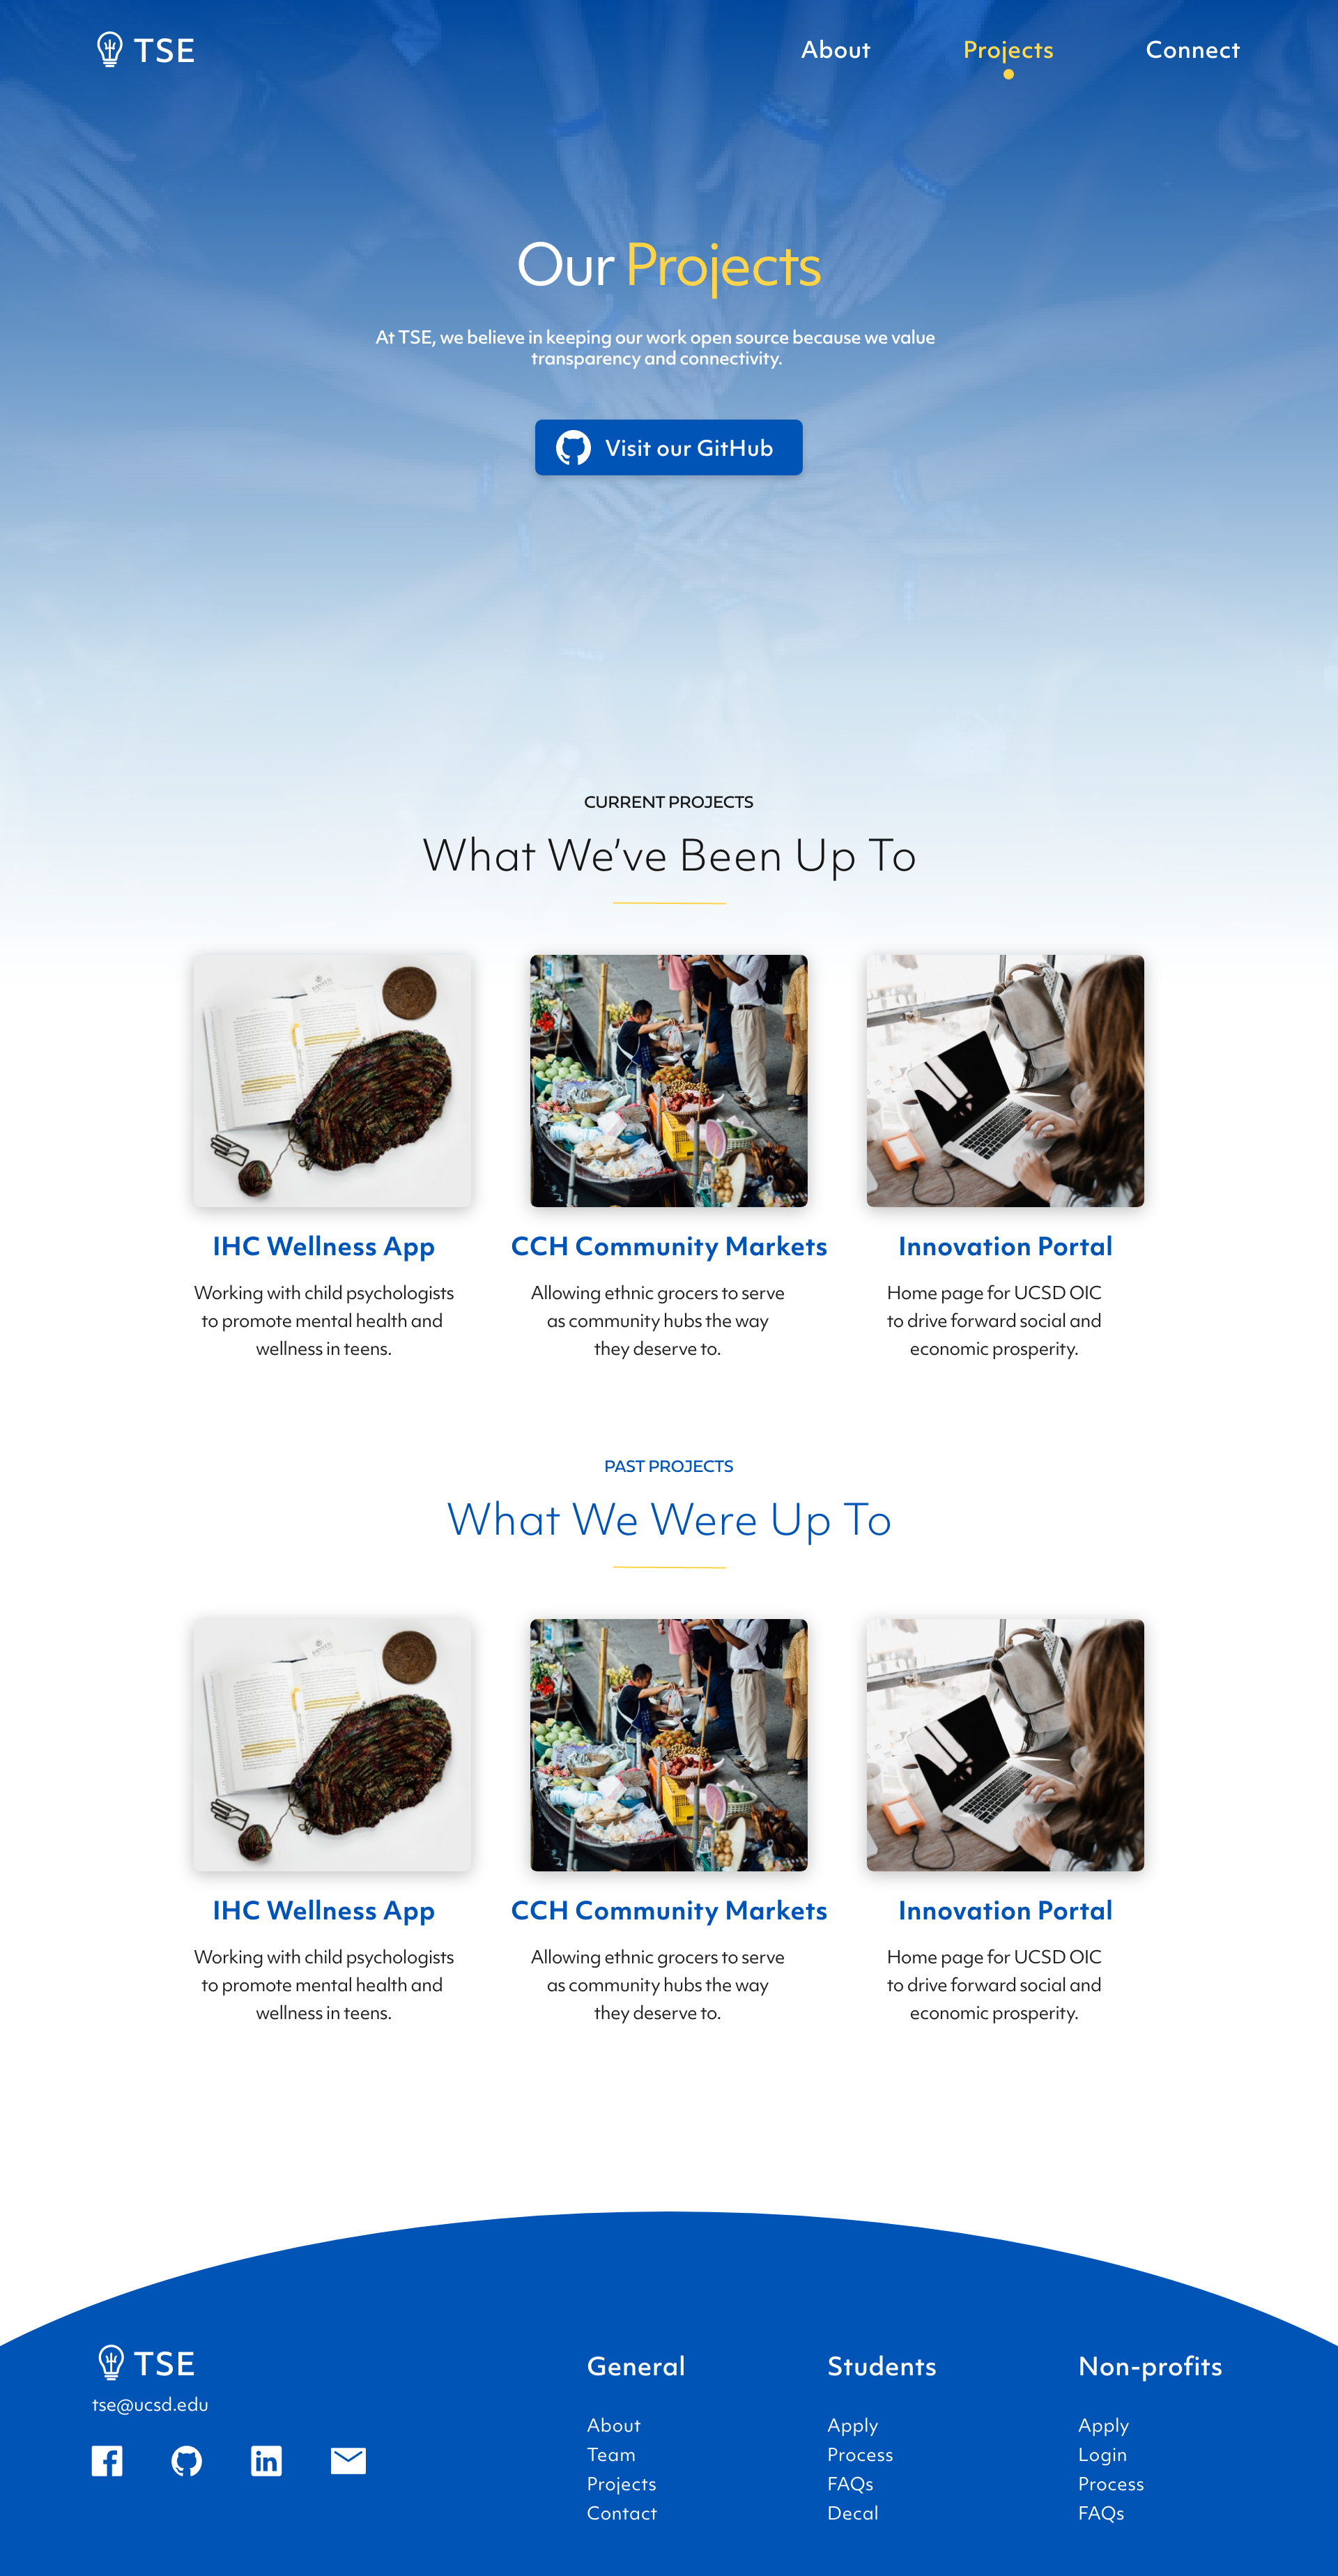 TSE
About
Projects
Connect
Our Projects
At TSE, we believe in keeping our work open source because we value
transparency and connectivity.
Visit our GitHub
CURRENT PROJECTS
What We’ve Been Up To
IHC Wellness App
CCH Community Markets
Innovation Portal
Working with child psychologists
to promote mental health and
wellness in teens.
Allowing ethnic grocers to serve
as community hubs the way
they deserve to.
Home page for UCSD OIC
to drive forward social and
economic prosperity.
PAST PROJECTS
What We Were Up To
IHC Wellness App
CCH Community Markets
Innovation Portal
Working with child psychologists
to promote mental health and
wellness in teens.
Allowing ethnic grocers to serve
as community hubs the way
they deserve to.
Home page for UCSD OIC
to drive forward social and
economic prosperity.
TSE
tse@ucsd.edu
General
About
Team
Projects
Contact
Students
Apply
Process
FAQs
Decal
Non-profits
Apply
Login
Process
FAQs